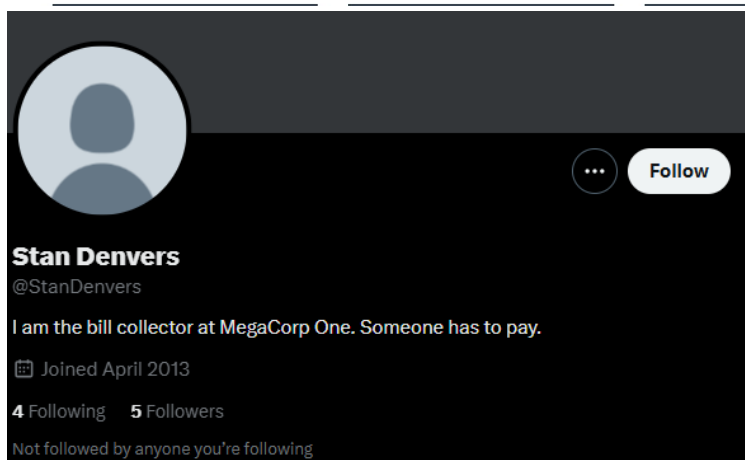 Follow
Stan Denvers
@StanDenvers
I am the bill collector at MegaCorp One. Someone has to pay.
Joined April 2013
4 Following 5 Followers
Not followed by anyone you’re following